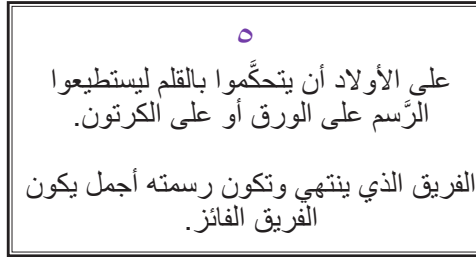 ٥
على الأولاد أن يتحكَّموا بالقلم ليستطيعوا
الرَّسم على الورق أو على الكرتون.
الفريق الذي ينتهي وتكون رسمته أجمل يكون
الفريق الفائز.